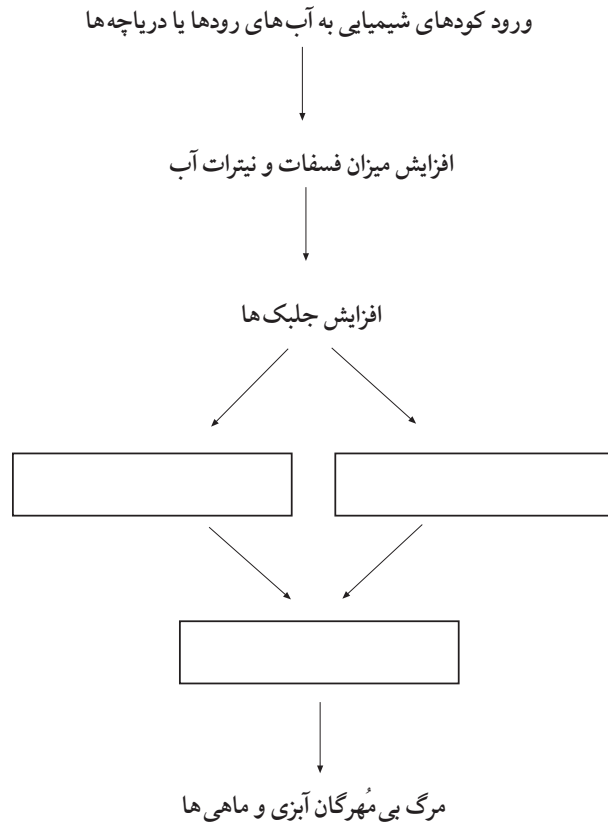 ورود کودهای شیمیایی به آب‌های رودها یا دریاچه‌ها
افزایش میزان فسفات و نیترات آب
افزایش جلبک‌ها
مرگ بی‌مُهرگان آبزی و ماهی‌ها